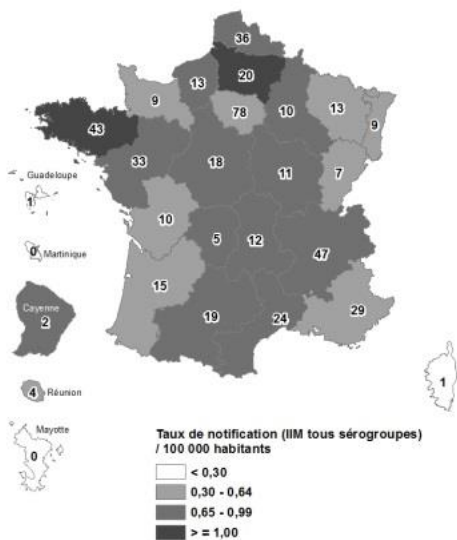 36
13
20
9
78
10
13
9
43
33
18
11
7
Guadeloupe
1
10
5
12
47
0
Martinique
15
19
24
29
Cayenne
2
4
Réunion
1
Mayotte
0
Taux de notification (IIM tous sérogroupes)
/ 100 000 habitants
< 0,30
0,30 - 0,64
0,65 - 0,99
> = 1,00